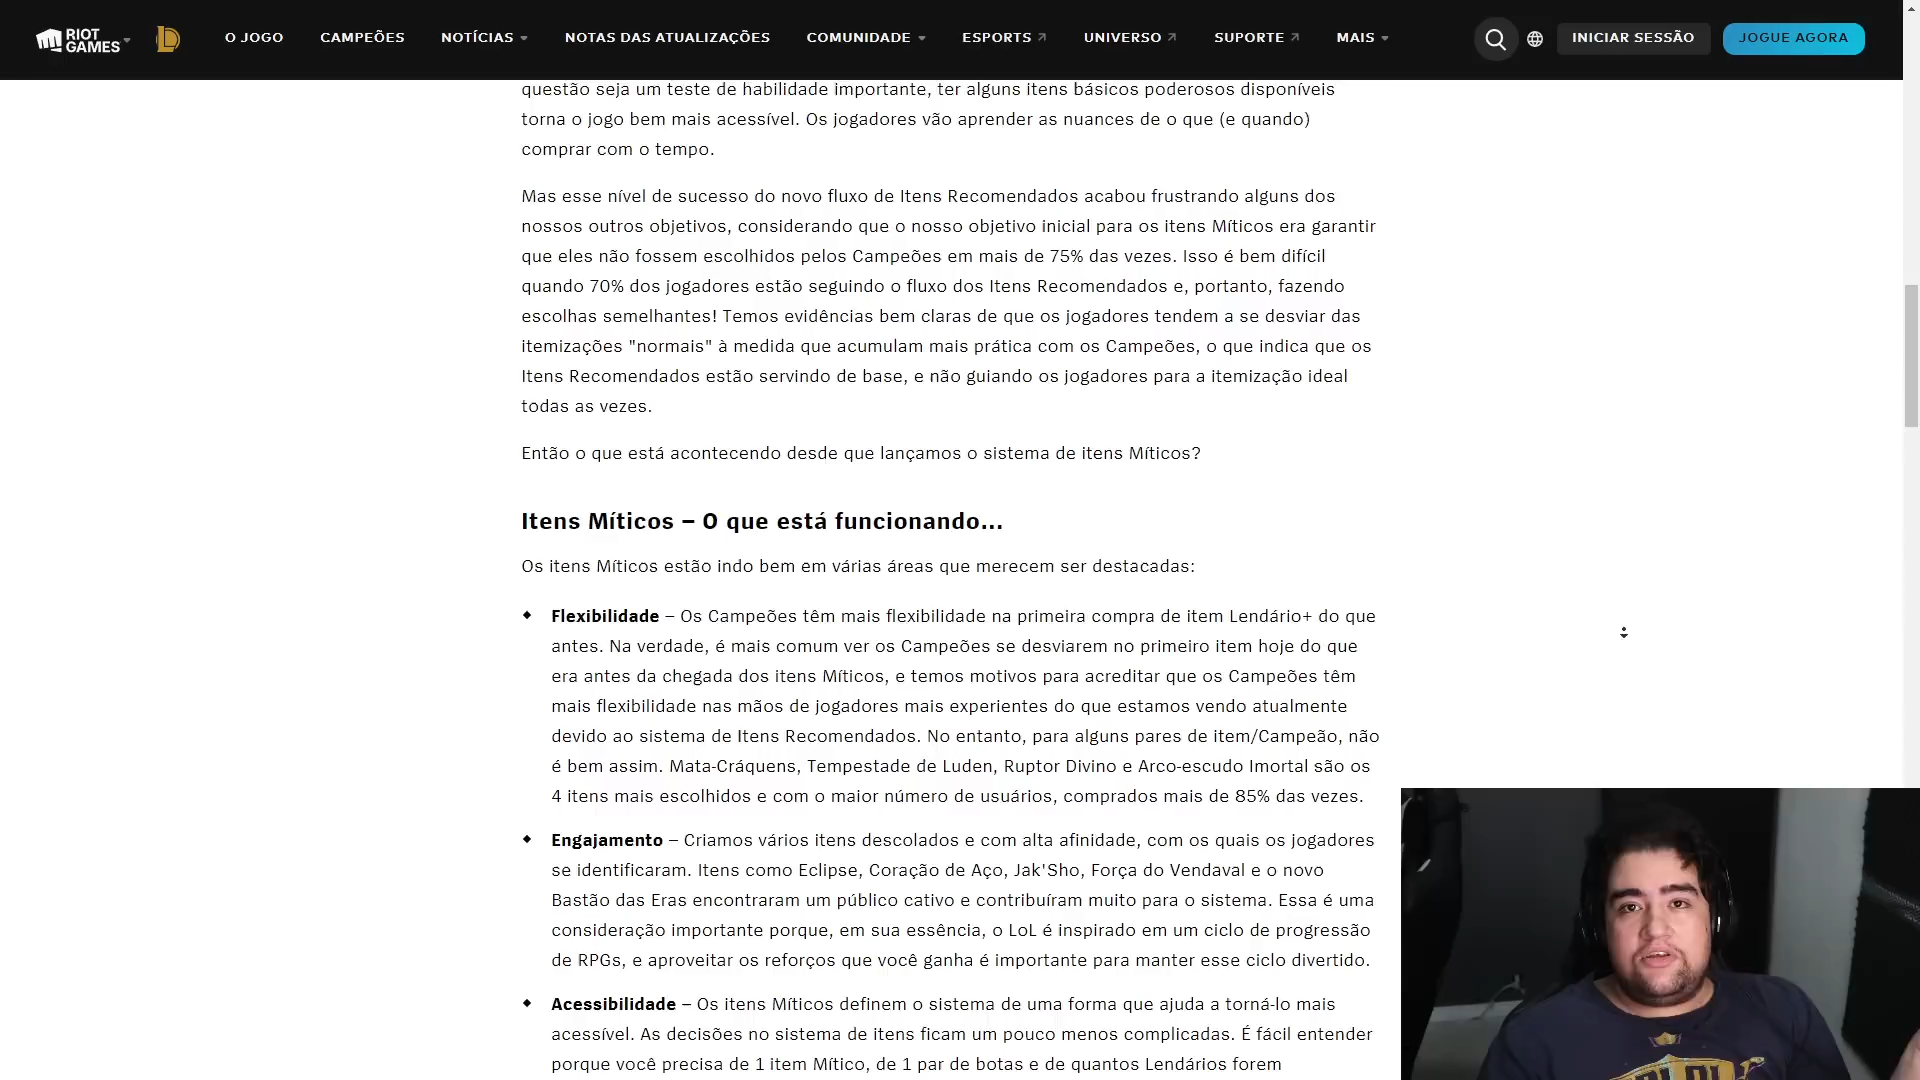 RIOT GAMES
O JOGO
CAMPEÕES
NOTÍCIAS
NOTAS DAS ATUALIZAÇÕES
COMUNIDADE
ESPORTS
UNIVERSO
SUPORTE
MAIS
INICIAR SESSÃO
JOGUE AGORA
questão seja um teste de habilidade importante, ter alguns itens básicos poderosos disponíveis
torna o jogo bem mais acessível. Os jogadores vão aprender as nuances de o que (e quando)
comprar com o tempo.
Mas esse nível de sucesso do novo fluxo de Itens Recomendados acabou frustrando alguns dos
nossos outros objetivos, considerando que o nosso objetivo inicial para os itens Míticos era garantir
que eles não fossem escolhidos pelos Campeões em mais de 75% das vezes. Isso é bem difícil
quando 70% dos jogadores estão seguindo o fluxo dos Itens Recomendados e, portanto, fazendo
escolhas semelhantes! Temos evidências bem claras de que os jogadores tendem a se desviar das
itemizações "normais" à medida que acumulam mais prática com os Campeões, o que indica que os
Itens Recomendados estão servindo de base, e não guiando os jogadores para a itemização ideal
todas as vezes.
Então o que está acontecendo desde que lançamos o sistema de itens Míticos?
Itens Míticos – O que está funcionando...
Os itens Míticos estão indo bem em várias áreas que merecem ser destacadas:
Flexibilidade – Os Campeões têm mais flexibilidade na primeira compra de item Lendário+ do que
antes. Na verdade, é mais comum ver os Campeões se desviarem no primeiro item hoje do que
era antes da chegada dos itens Míticos, e temos motivos para acreditar que os Campeões têm
mais flexibilidade nas mãos de jogadores mais experientes do que estamos vendo atualmente
devido ao sistema de Itens Recomendados. No entanto, para alguns pares de item/Campeão, não
é bem assim. Mata-Cráquens, Tempestade de Luden, Ruptor Divino e Arco-escudo Imortal são os
4 itens mais escolhidos e com o maior número de usuários, comprados mais de 85% das vezes.
Engajamento – Criamos vários itens descolados e com alta afinidade, com os quais os jogadores
se identificaram. Itens como Eclipse, Coração de Aço, Jak'Sho, Força do Vendaval e o novo
Bastão das Eras encontraram um público cativo e contribuíram muito para o sistema. Essa é uma
consideração importante porque, em sua essência, o LoL é inspirado em um ciclo de progressão
de RPGs, e aproveitar os reforços que você ganha é importante para manter esse ciclo divertido.
Acessibilidade – Os itens Míticos definem o sistema de uma forma que ajuda a torná-lo mais
acessível. As decisões no sistema de itens ficam um pouco menos complicadas. É fácil entender
porque você precisa de 1 item Mítico, de 1 par de botas e de quantos Lendários forem